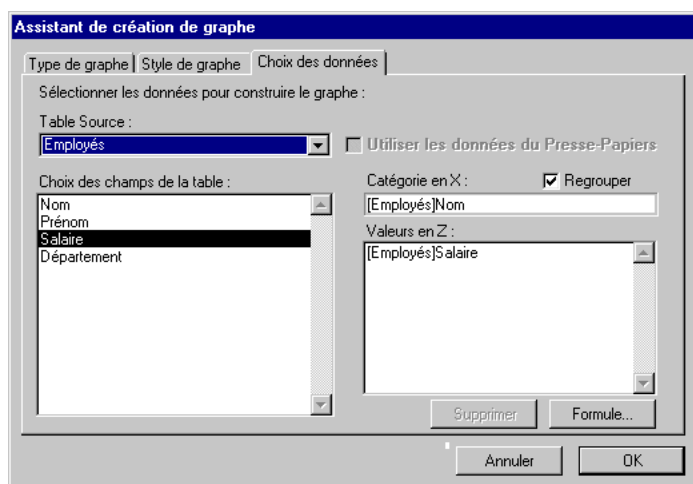 Assistant de création de graphe
Type de graphe Style de graphe Choix des données
Sélectionner les données pour construire le graphe :
Table Source :
Employés
Utiliser les données du Presse-Papiers
Choix des champs de la table :
Nom
Prénom
Salaire
Département
Catégorie en X : Regrouper
[Employés]Nom
Valeurs en Z :
[Employés]Salaire
Supprimer Formule...
Annuler OK